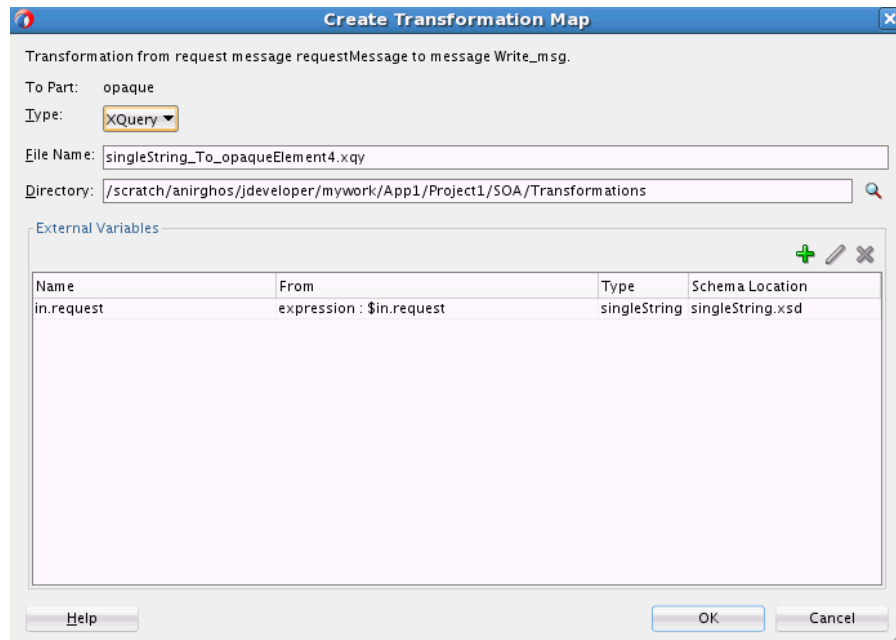 Create Transformation Map
Transformation from request message requestMessage to message Write_msg.
To Part: opaque
Type: XQuery
File Name: singleString_To_opaqueElement4.xqy
Directory: /scratch/anirghos/jdeveloper/mywork/App1/Project1/SOA/Transformations
External Variables
Name From Type Schema Location
in.request expression : $in.request singleString singleString.xsd
Help OK Cancel